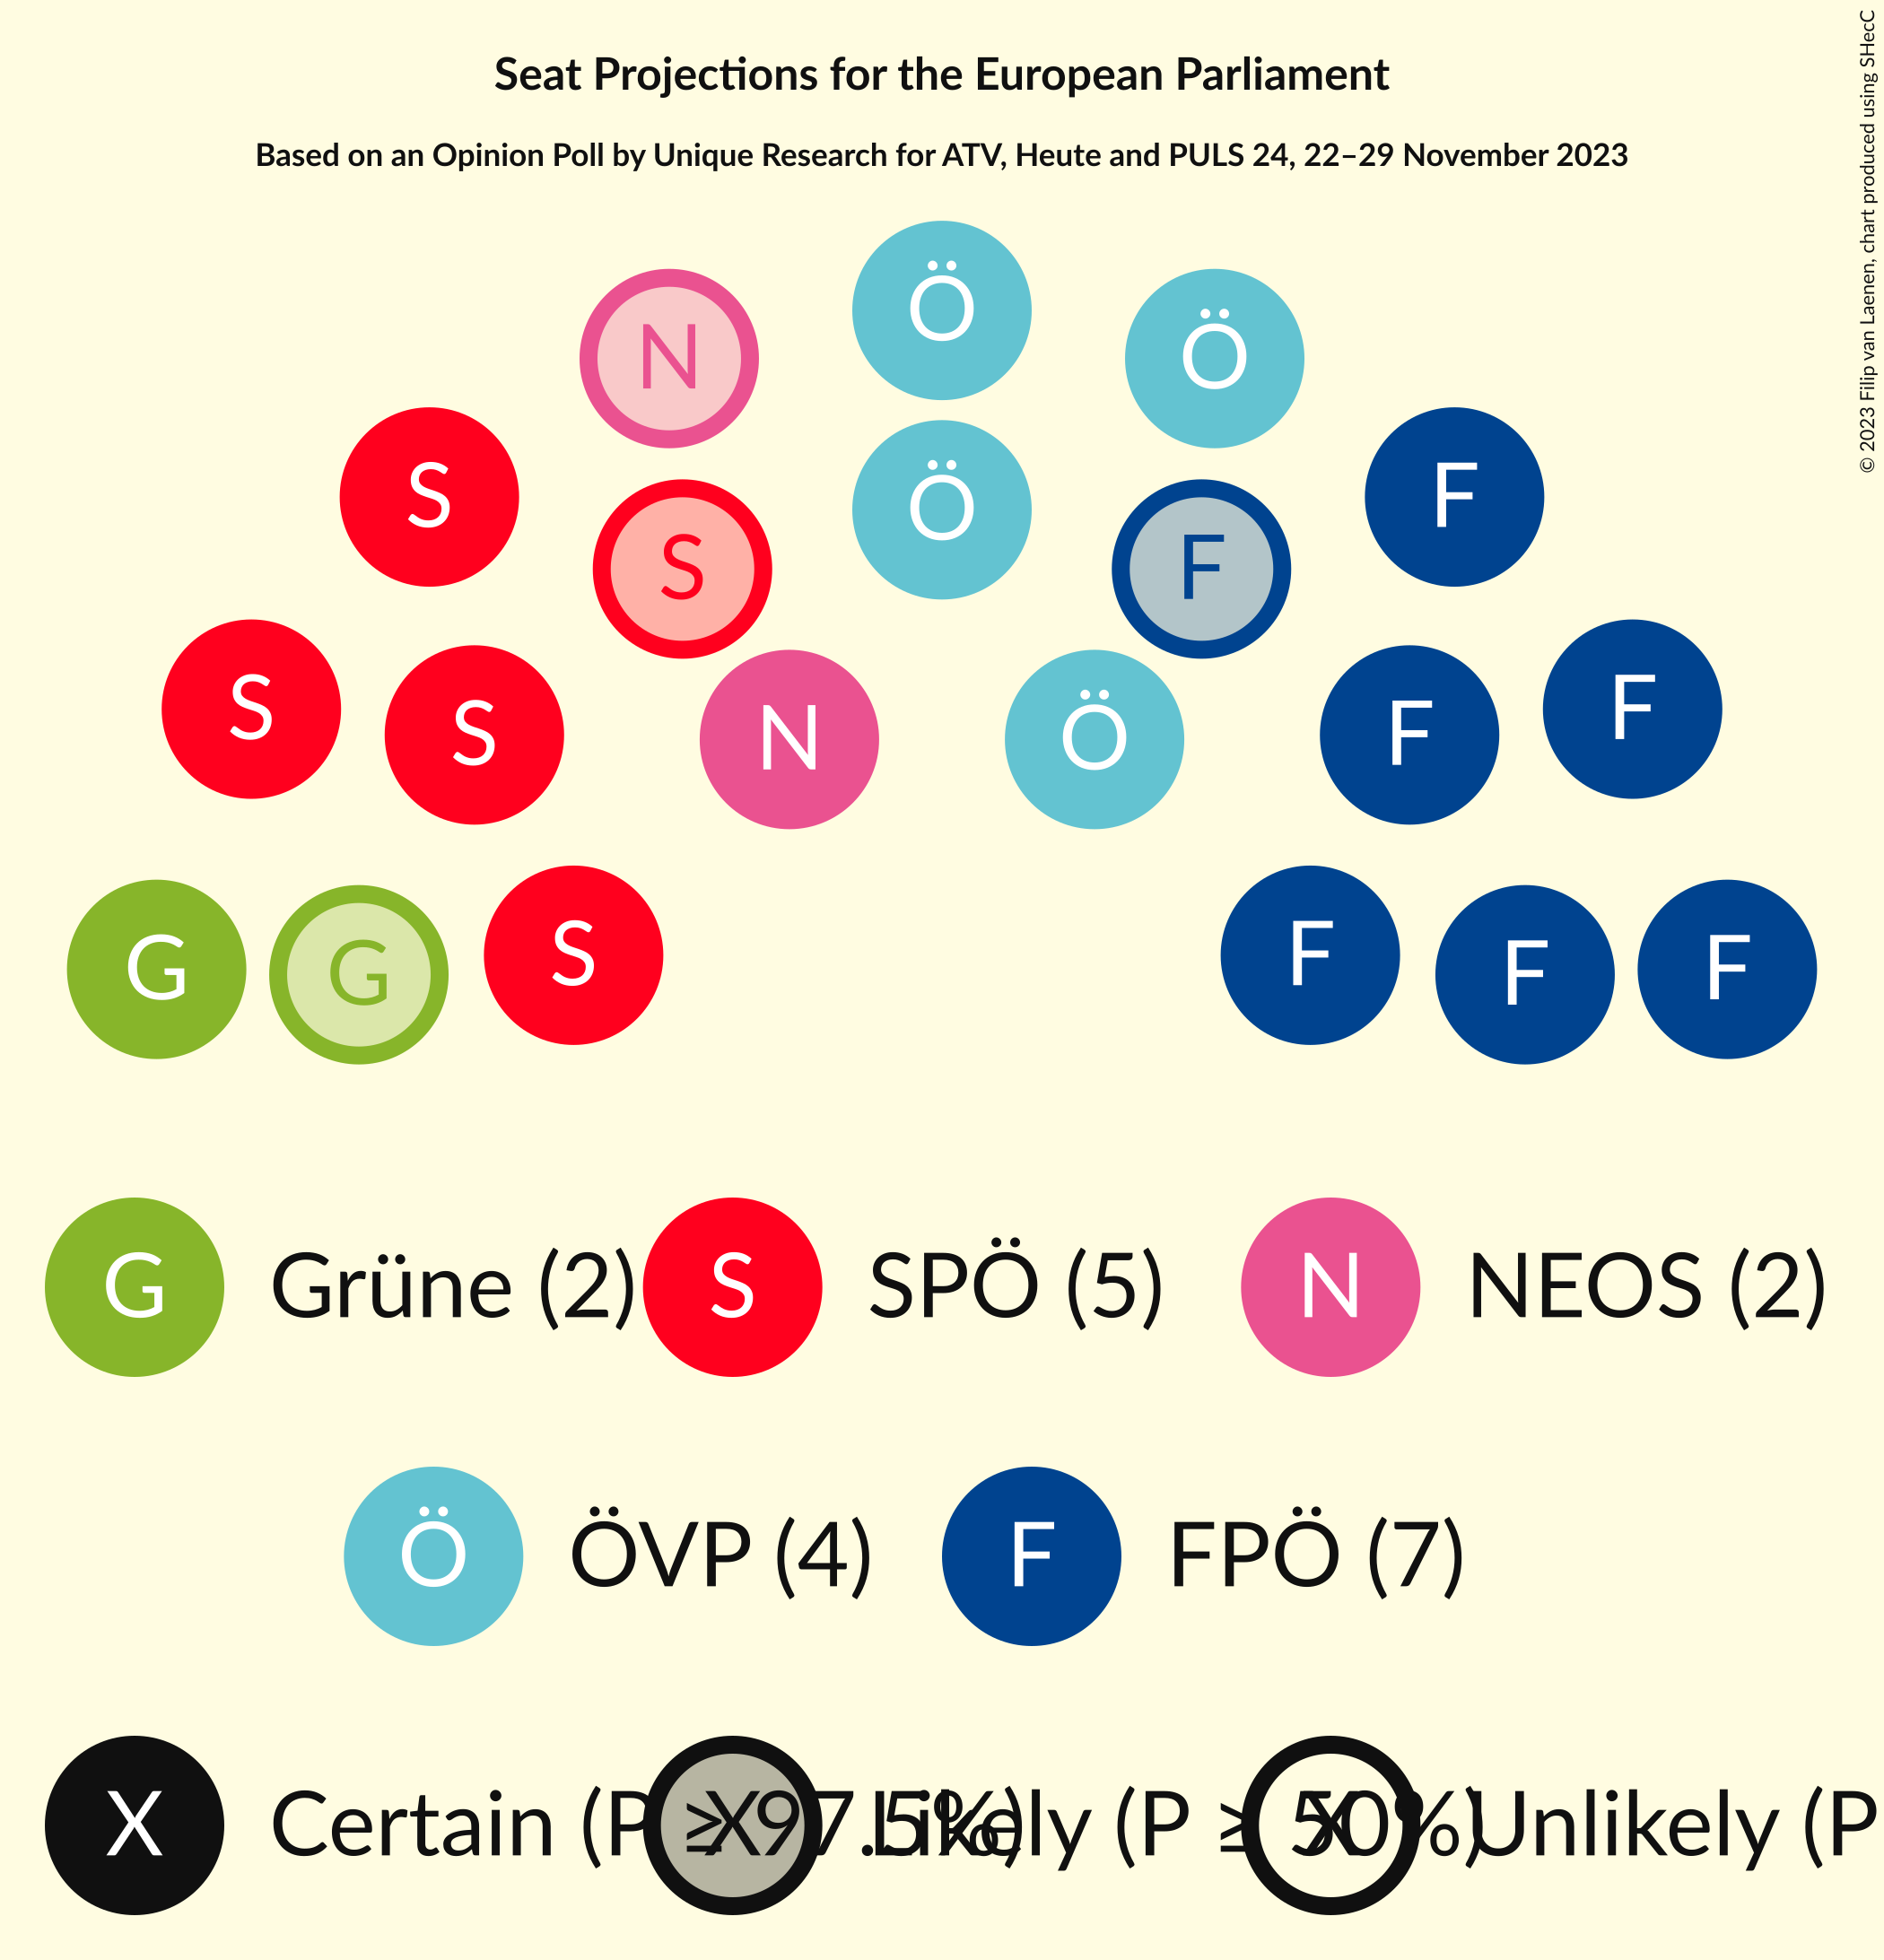 Seat Projections for the European Parliament
Based on an Opinion Poll by Unique Research for ATV, Heute and PULS 24, 22–29 November 2023
© 2023 Filip van Laenen, chart produced using SHecC
Ö
N Ö
S Ö F
S F
S S N Ö F F
G G S F F F
G Grüne (2) S SPÖ (5) N NEOS (2)
Ö ÖVP (4) F FPÖ (7)
X Certain (P ≥ 97.5%) X Likely (P ≥ 50%) X Unlikely (P